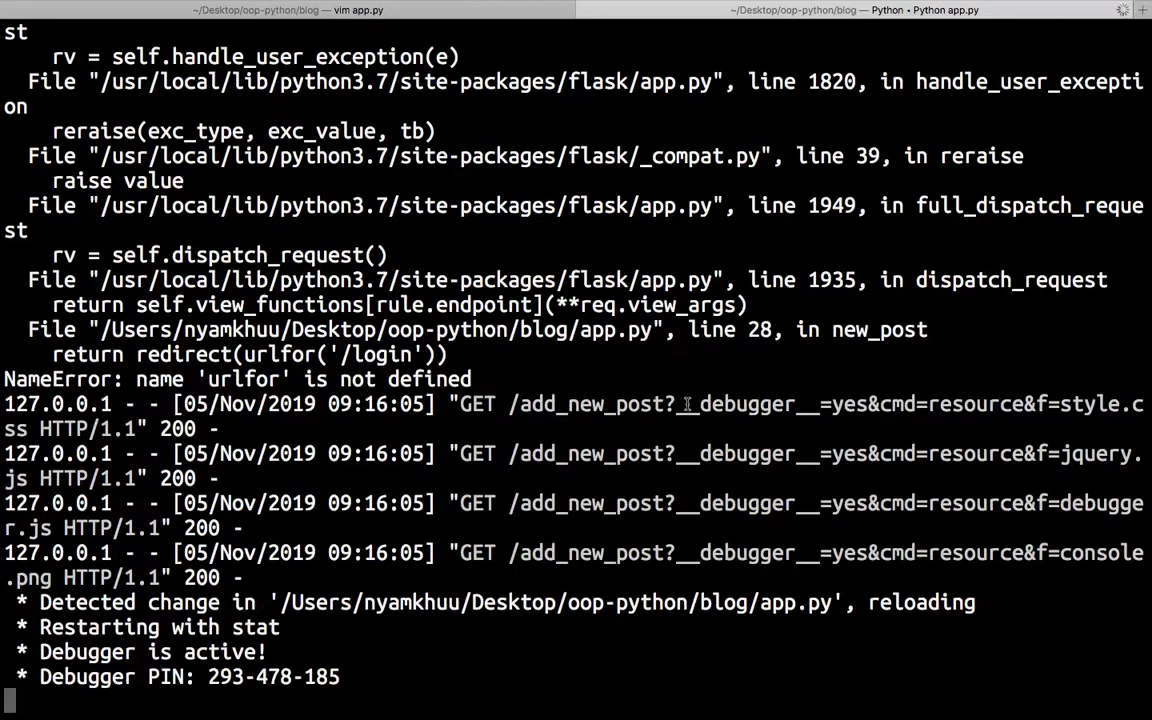 ~/Desktop/oop-python/blog — vim app.py
~/Desktop/oop-python/blog — Python • Python app.py
st
    rv = self.handle_user_exception(e)
  File "/usr/local/lib/python3.7/site-packages/flask/app.py", line 1820, in handle_user_excepti
on
    reraise(exc_type, exc_value, tb)
  File "/usr/local/lib/python3.7/site-packages/flask/_compat.py", line 39, in reraise
    raise value
  File "/usr/local/lib/python3.7/site-packages/flask/app.py", line 1949, in full_dispatch_reque
st
    rv = self.dispatch_request()
  File "/usr/local/lib/python3.7/site-packages/flask/app.py", line 1935, in dispatch_request
    return self.view_functions[rule.endpoint](**req.view_args)
  File "/Users/nyamkhuu/Desktop/oop-python/blog/app.py", line 28, in new_post
    return redirect(urlfor('/login'))
NameError: name 'urlfor' is not defined
127.0.0.1 - - [05/Nov/2019 09:16:05] "GET /add_new_post?__debugger__=yes&cmd=resource&f=style.c
ss HTTP/1.1" 200 -
127.0.0.1 - - [05/Nov/2019 09:16:05] "GET /add_new_post?__debugger__=yes&cmd=resource&f=jquery.
js HTTP/1.1" 200 -
127.0.0.1 - - [05/Nov/2019 09:16:05] "GET /add_new_post?__debugger__=yes&cmd=resource&f=debugge
r.js HTTP/1.1" 200 -
127.0.0.1 - - [05/Nov/2019 09:16:05] "GET /add_new_post?__debugger__=yes&cmd=resource&f=console
.png HTTP/1.1" 200 -
 * Detected change in '/Users/nyamkhuu/Desktop/oop-python/blog/app.py', reloading
 * Restarting with stat
 * Debugger is active!
 * Debugger PIN: 293-478-185